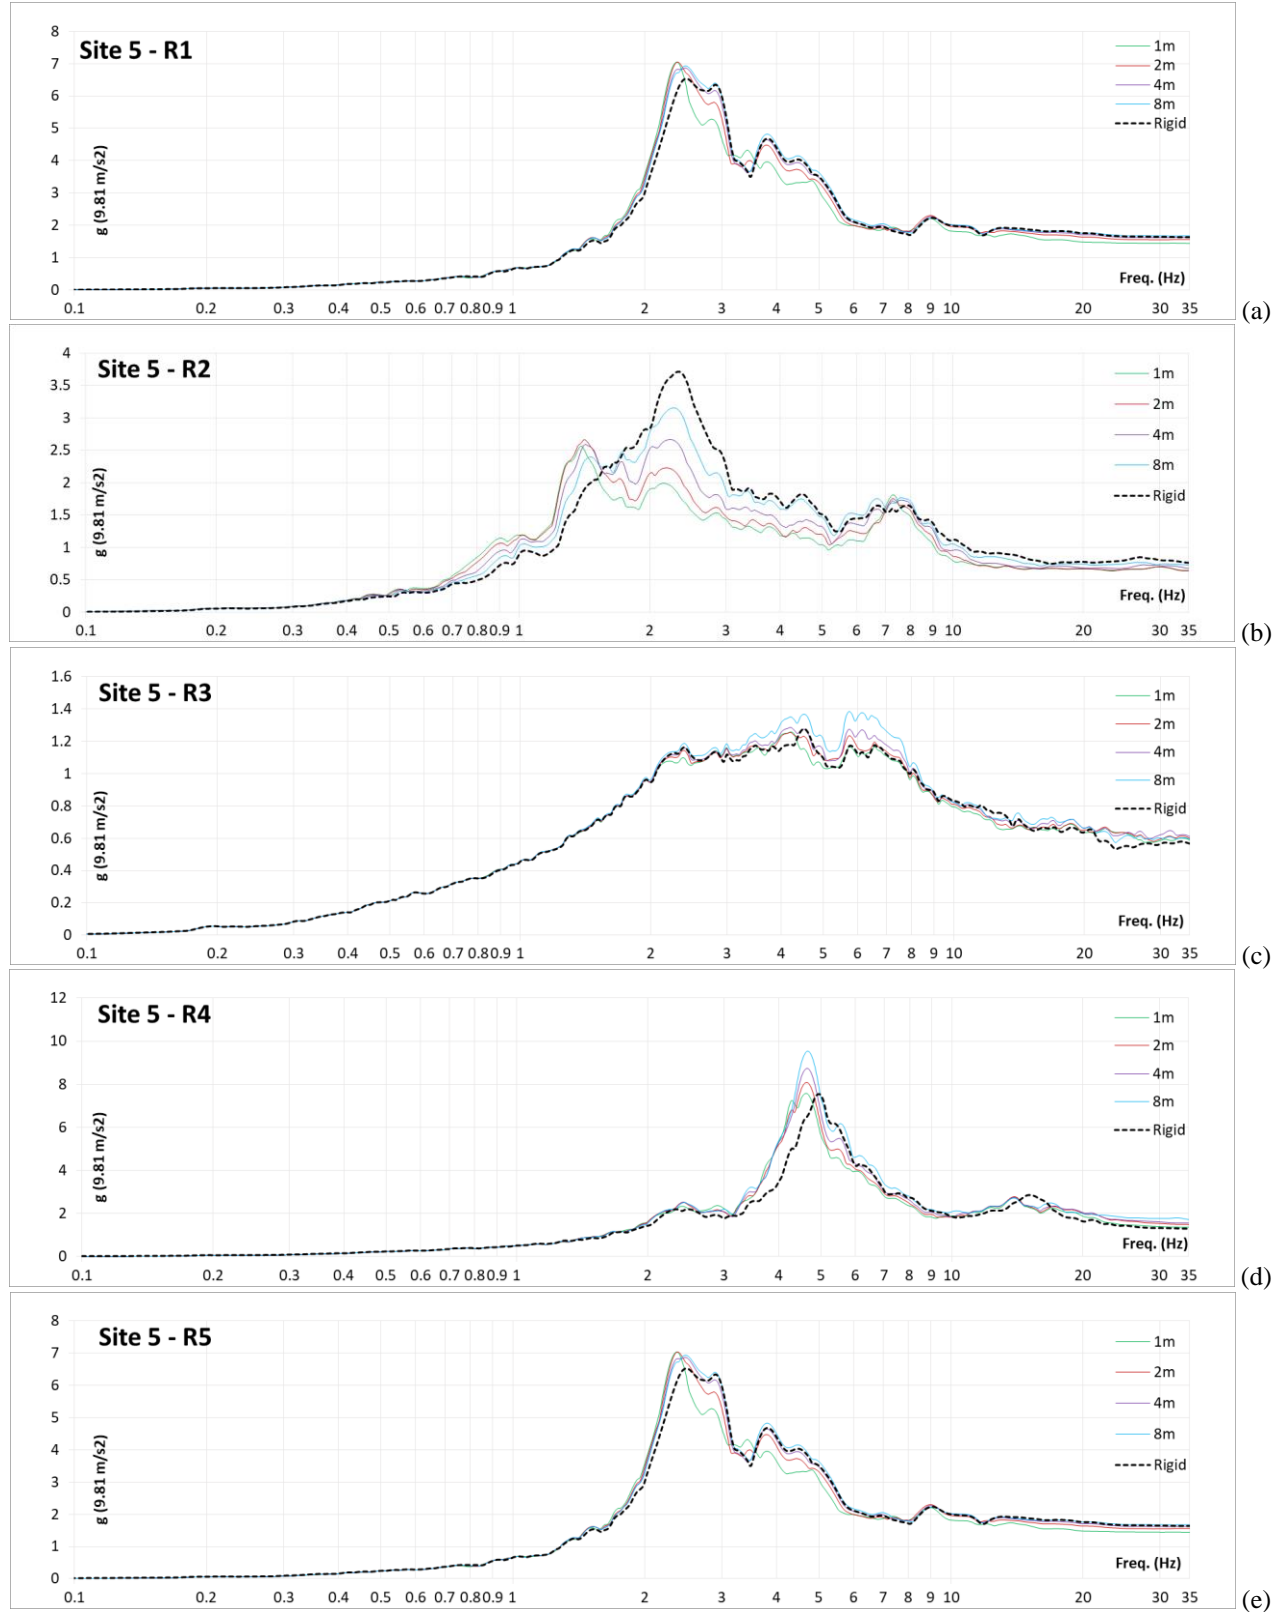 Site 5 - R1
g (9.81 m/s2)
8
7
6
5
4
3
2
1
0
1m
2m
4m
8m
Rigid
Freq. (Hz)
0.1 0.2 0.3 0.4 0.5 0.6 0.7 0.8 0.9 1 2 3 4 5 6 7 8 9 10 20 30 35
(a)
Site 5 - R2
g (9.81 m/s2)
4
3.5
3
2.5
2
1.5
1
0.5
0
1m
2m
4m
8m
Rigid
Freq. (Hz)
0.1 0.2 0.3 0.4 0.5 0.6 0.7 0.8 0.9 1 2 3 4 5 6 7 8 9 10 20 30 35
(b)
Site 5 - R3
g (9.81 m/s2)
1.6
1.4
1.2
1
0.8
0.6
0.4
0.2
0
1m
2m
4m
8m
Rigid
Freq. (Hz)
0.1 0.2 0.3 0.4 0.5 0.6 0.7 0.8 0.9 1 2 3 4 5 6 7 8 9 10 20 30 35
(c)
Site 5 - R4
g (9.81 m/s2)
12
10
8
6
4
2
0
1m
2m
4m
8m
Rigid
Freq. (Hz)
0.1 0.2 0.3 0.4 0.5 0.6 0.7 0.8 0.9 1 2 3 4 5 6 7 8 9 10 20 30 35
(d)
Site 5 - R5
g (9.81 m/s2)
8
7
6
5
4
3
2
1
0
1m
2m
4m
8m
Rigid
Freq. (Hz)
0.1 0.2 0.3 0.4 0.5 0.6 0.7 0.8 0.9 1 2 3 4 5 6 7 8 9 10 20 30 35
(e)